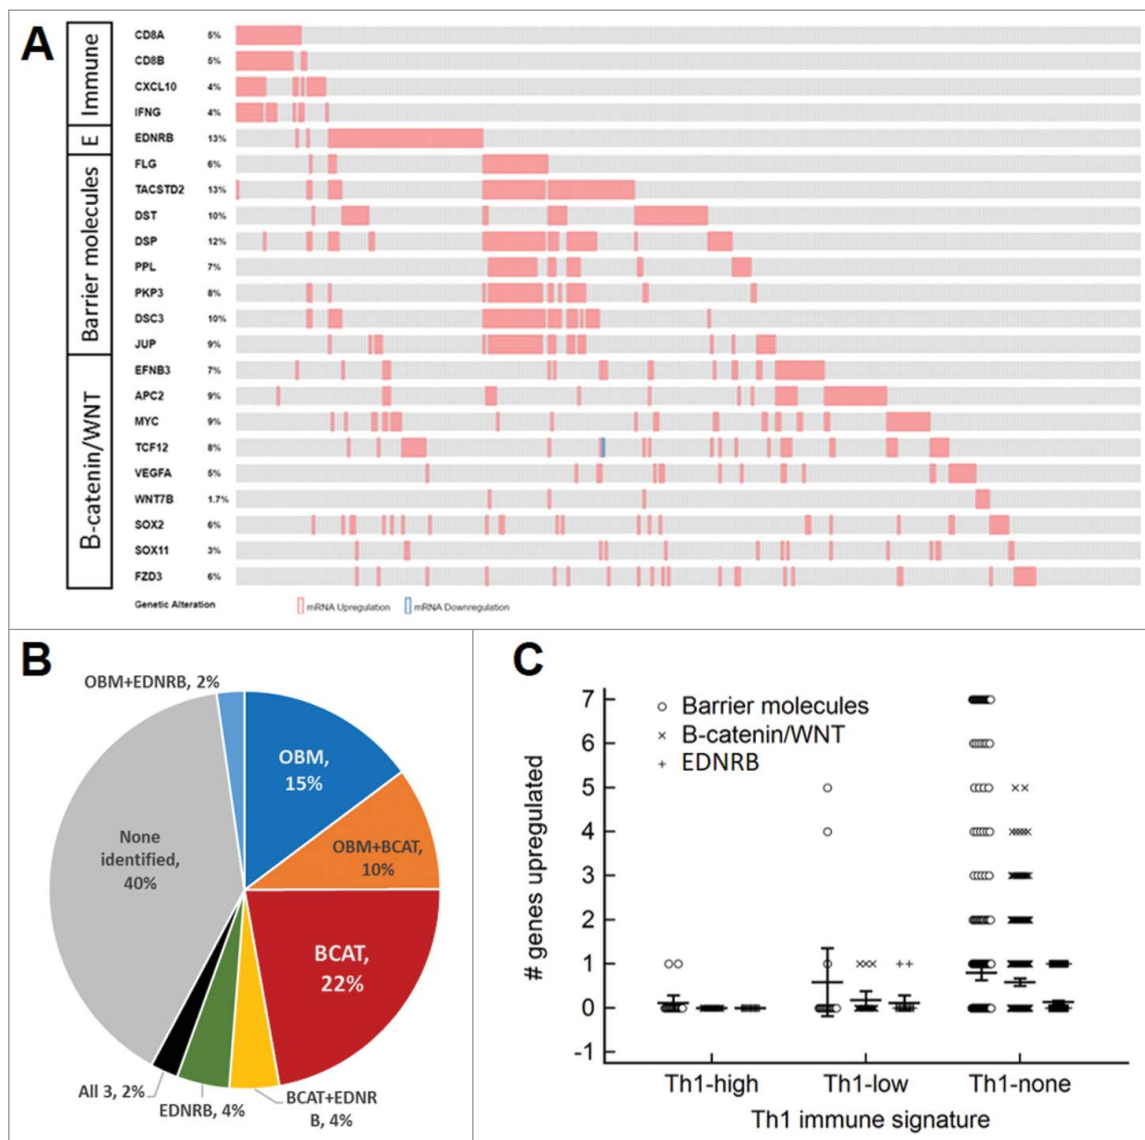 A
Immune
CD8A 5%
CD8B 5%
CXCL10 4%
IFNG 4%
E
EDNRB 13%
Barrier molecules
FLG 6%
TACSTD2 13%
DST 10%
DSP 12%
PPL 7%
PKP3 8%
DSC3 10%
JUP 9%
B-catenin/WNT
EFNB3 7%
APC2 9%
MYC 9%
TCF12 8%
VEGFA 5%
WNT7B 1.7%
SOX2 6%
SOX11 3%
FZD3 6%
Genetic Alteration mRNA Upregulation mRNA Downregulation
B
OBM+EDNRB, 2%
OBM,
15%
OBM+BCAT,
10%
BCAT,
22%
BCAT+EDNR
B, 4%
EDNRB, 4%
All 3, 2%
None
identified,
40%
C
Barrier molecules
B-catenin/WNT
EDNRB
# genes upregulated
7
6
5
4
3
2
1
0
-1
Th1-high Th1-low Th1-none
Th1 immune signature